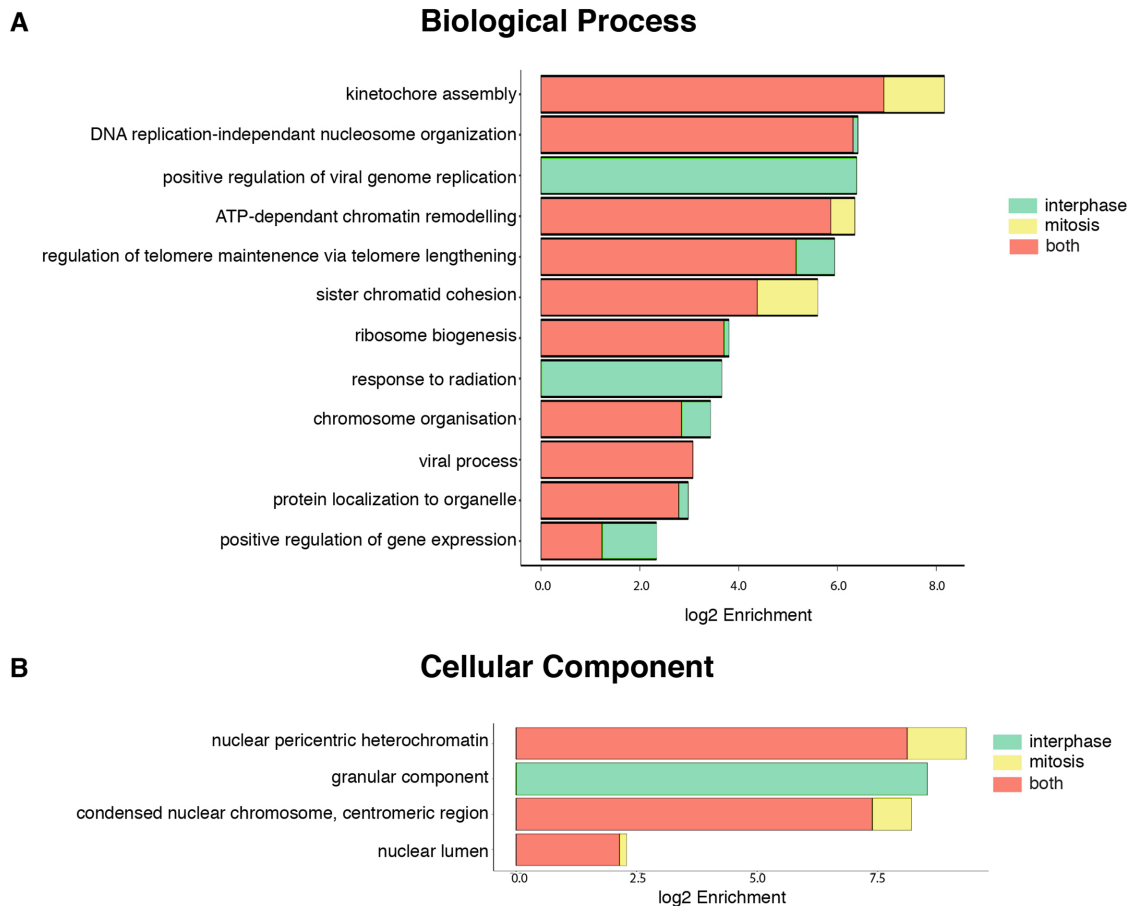 A
Biological Process
kinetochore assembly
DNA replication-independant nucleosome organization
positive regulation of viral genome replication
ATP-dependant chromatin remodelling
regulation of telomere maintenence via telomere lengthening
sister chromatid cohesion
ribosome biogenesis
response to radiation
chromosome organisation
viral process
protein localization to organelle
positive regulation of gene expression
0.0 2.0 4.0 6.0 8.0
log2 Enrichment
interphase
mitosis
both
B
Cellular Component
nuclear pericentric heterochromatin
granular component
condensed nuclear chromosome, centromeric region
nuclear lumen
0.0 2.5 5.0 7.5
log2 Enrichment
interphase
mitosis
both